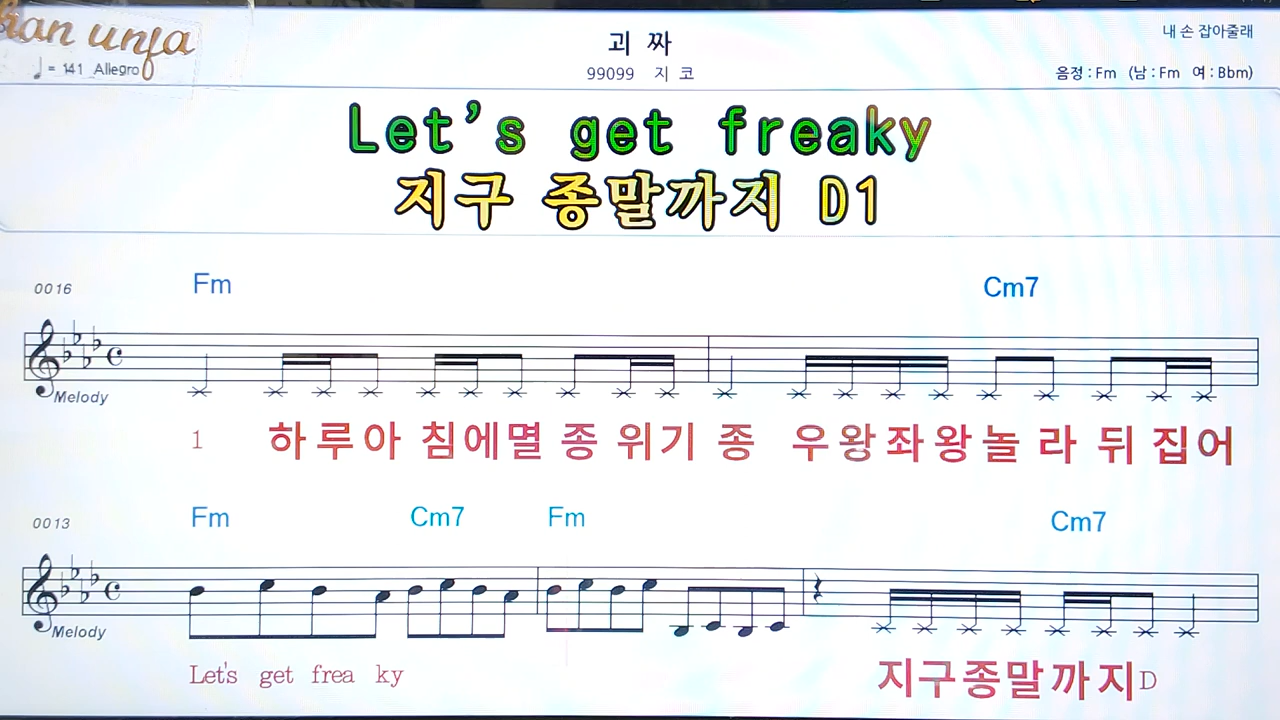 unja
내 손 잡아줄래
괴 짜
♩= 141 Allegro
99099 지 코
음정 : Fm (남 : Fm 여 : Bbm)
Let's get freaky
지구 종말까지 D1
0016 Fm Cm7
Melody
1 하 루 아 침 에 멸 종 위 기 종 우 왕 좌 왕 놀 라 뒤 집 어
0013 Fm Cm7 Fm Cm7
Melody
Let's get frea ky 지 구 종 말 까 지 D